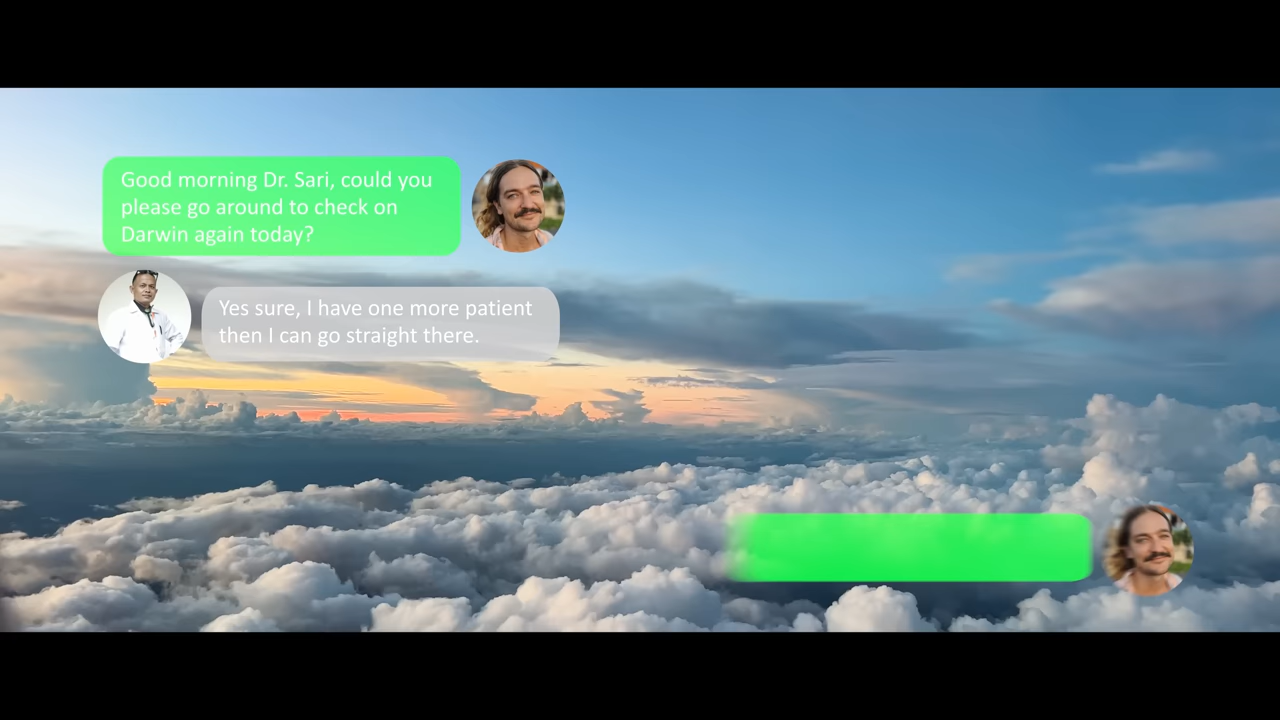 Good morning Dr. Sari, could you
please go around to check on
Darwin again today?
Yes sure, I have one more patient
then I can go straight there.